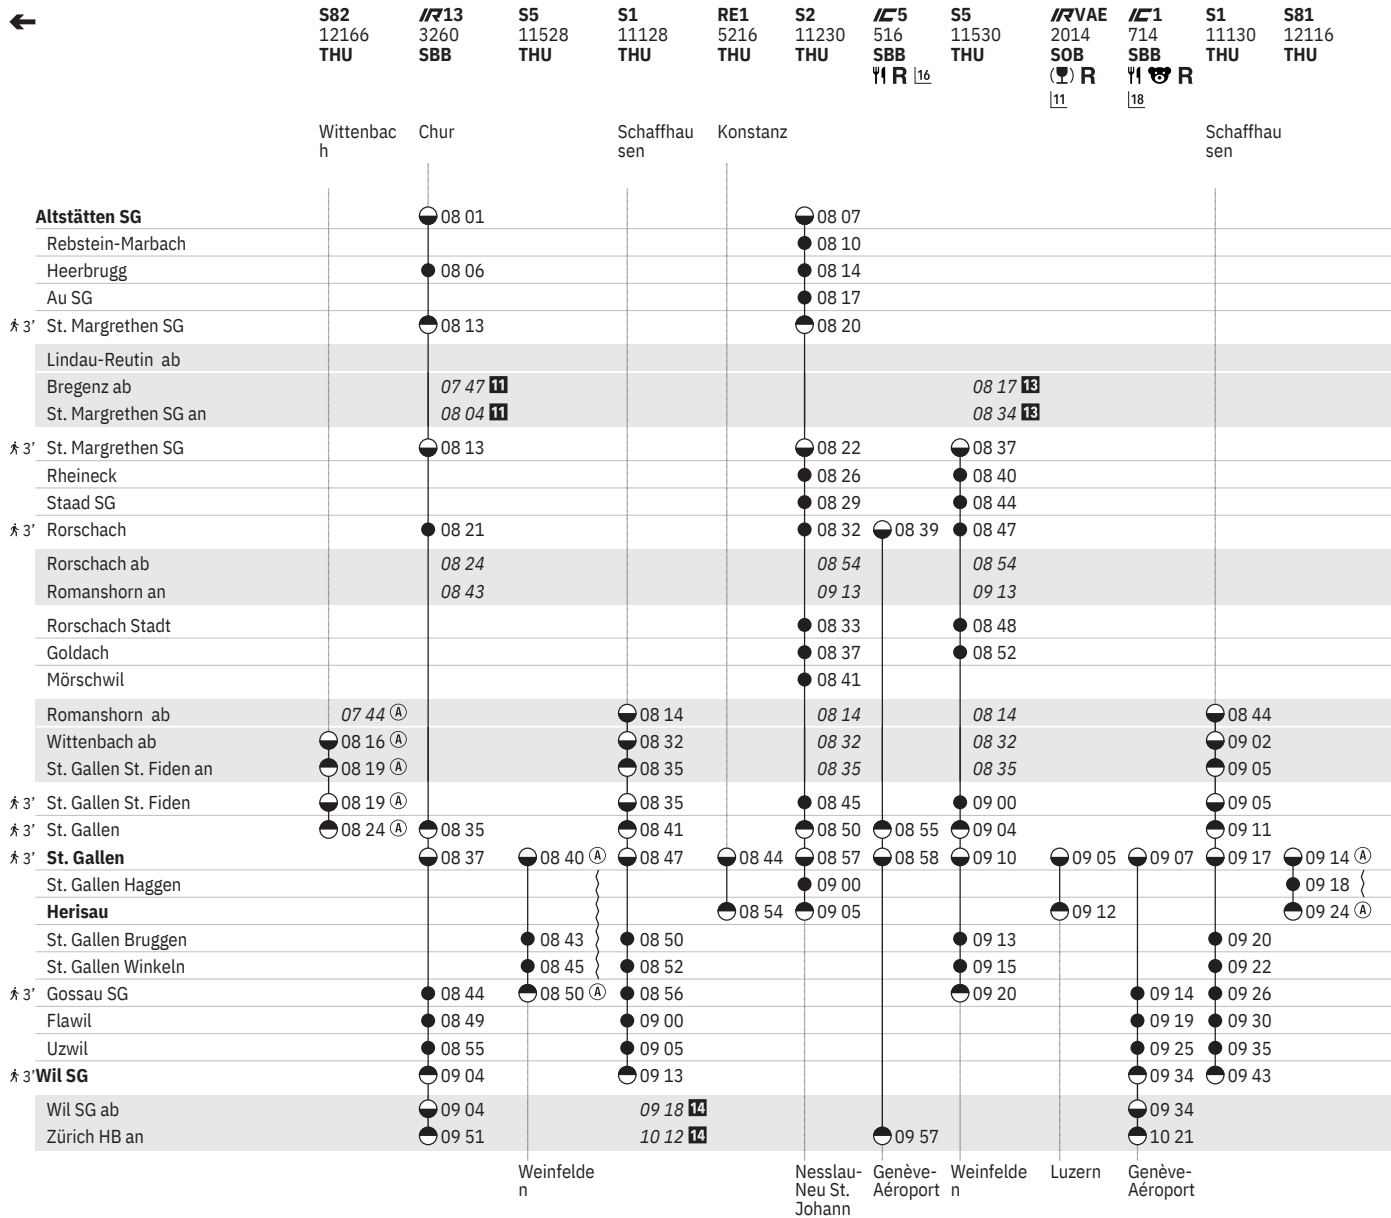 S82 IR13 S5 S1 RE1 S2 IC5 S5 IRVAE IC1 S1 S81
12166 3260 11528 11128 5216 11230 516 11530 2014 714 11130 12116
THU SBB THU THU THU THU SBB THU SOB SBB THU THU
R 16 R R
11 18
Wittenbac Chur Schaffhau Konstanz Schaffhau
h sen sen
Altstätten SG 08 01 08 07
Rebstein-Marbach 08 10
Heerbrugg 08 06 08 14
Au SG 08 17
3’ St. Margrethen SG 08 13 08 20
Lindau-Reutin ab
Bregenz ab 07 47 11 08 17 13
St. Margrethen SG an 08 04 11 08 34 13
3’ St. Margrethen SG 08 13 08 22 08 37
Rheineck 08 26 08 40
Staad SG 08 29 08 44
3’ Rorschach 08 21 08 32 08 39 08 47
Rorschach ab 08 24 08 54 08 54
Romanshorn an 08 43 09 13 09 13
Rorschach Stadt 08 33 08 48
Goldach 08 37 08 52
Mörschwil 08 41
Romanshorn ab 07 44 A 08 14 08 14 08 14 08 44
Wittenbach ab 08 16 A 08 32 08 32 08 32 09 02
St. Gallen St. Fiden an 08 19 A 08 35 08 35 08 35 09 05
3’ St. Gallen St. Fiden 08 19 A 08 35 08 45 09 00 09 05
3’ St. Gallen 08 24 A 08 35 08 41 08 50 08 55 09 04 09 11
3’ St. Gallen 08 37 08 40 A 08 47 08 44 08 57 08 58 09 10 09 05 09 07 09 17 09 14 A
St. Gallen Haggen 09 00 09 18
Herisau 08 54 09 05 09 12 09 24 A
St. Gallen Bruggen 08 43 08 50 09 13 09 20
St. Gallen Winkeln 08 45 08 52 09 15 09 22
3’ Gossau SG 08 44 08 50 A 08 56 09 20 09 14 09 26
Flawil 08 49 09 00 09 19 09 30
Uzwil 08 55 09 05 09 25 09 35
3’ Wil SG 09 04 09 13 09 34 09 43
Wil SG ab 09 04 09 18 14 09 34
Zürich HB an 09 51 10 12 14 09 57 10 21
Weinfelde Nesslau- Genève- Weinfelde Luzern Genève-
n Neu St. Aéroport n Aéroport
Johann